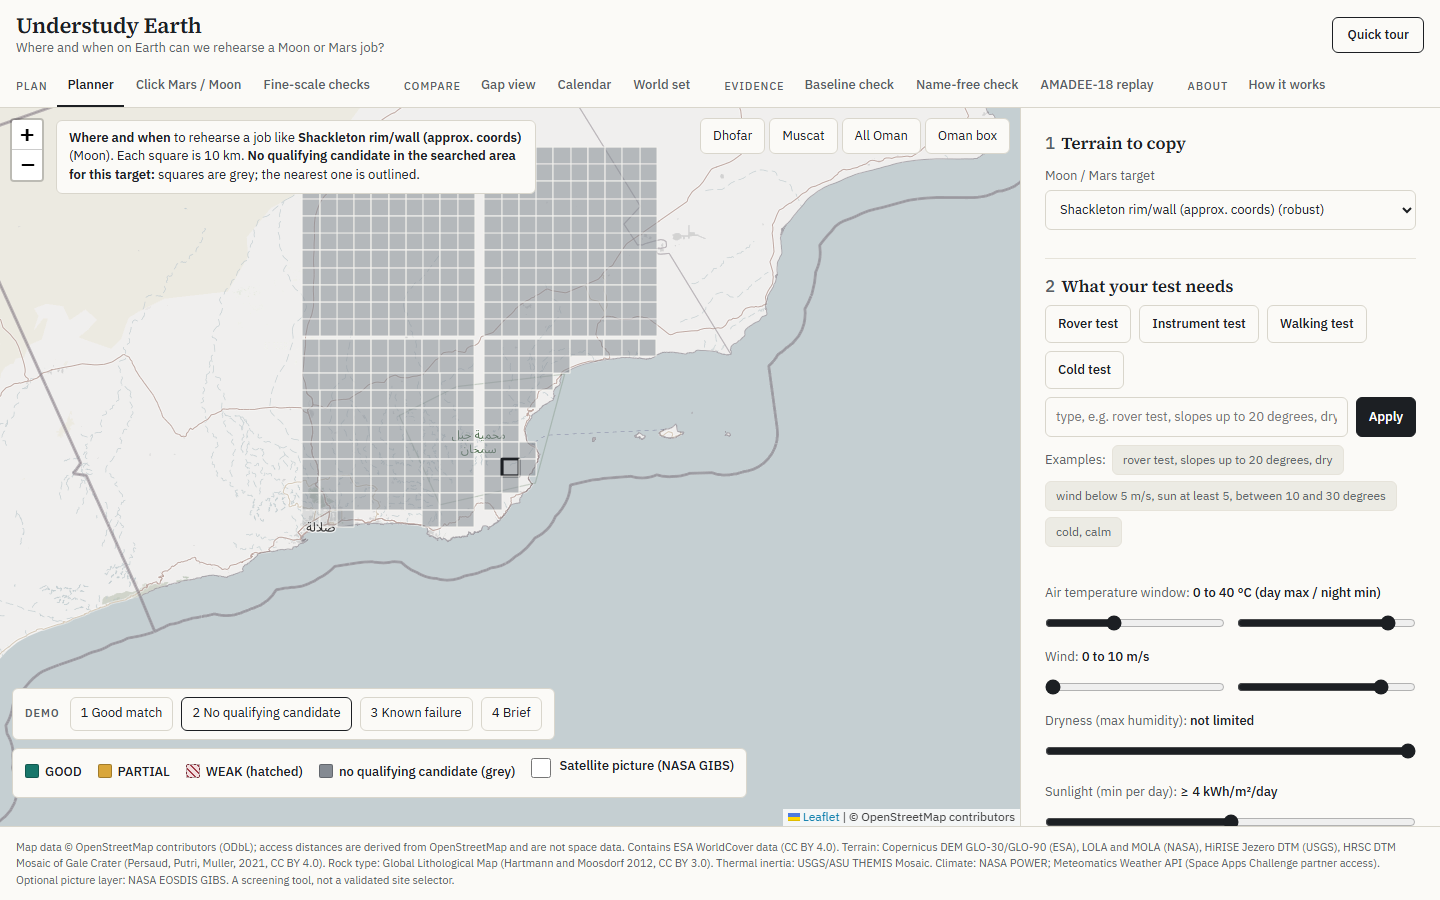 Understudy Earth
Where and when on Earth can we rehearse a Moon or Mars job?
Quick tour
PLAN Planner Click Mars / Moon Fine-scale checks COMPARE Gap view Calendar World set EVIDENCE Baseline check Name-free check AMADEE-18 replay ABOUT How it works
+
−
Where and when to rehearse a job like Shackleton rim/wall (approx. coords)
(Moon). Each square is 10 km. No qualifying candidate in the searched area
for this target: squares are grey; the nearest one is outlined.
Dhofar Muscat All Oman Oman box
محمية جبل
سمحان
صلالة
DEMO 1 Good match 2 No qualifying candidate 3 Known failure 4 Brief
GOOD PARTIAL WEAK (hatched) no qualifying candidate (grey) Satellite picture (NASA GIBS)
Leaflet | © OpenStreetMap contributors
1 Terrain to copy
Moon / Mars target
Shackleton rim/wall (approx. coords) (robust)
2 What your test needs
Rover test Instrument test Walking test
Cold test
type, e.g. rover test, slopes up to 20 degrees, dry Apply
Examples: rover test, slopes up to 20 degrees, dry
wind below 5 m/s, sun at least 5, between 10 and 30 degrees
cold, calm
Air temperature window: 0 to 40 °C (day max / night min)
Wind: 0 to 10 m/s
Dryness (max humidity): not limited
Sunlight (min per day): ≥ 4 kWh/m²/day
Map data © OpenStreetMap contributors (ODbL); access distances are derived from OpenStreetMap and are not space data. Contains ESA WorldCover data (CC BY 4.0). Terrain: Copernicus DEM GLO-30/GLO-90 (ESA), LOLA and MOLA (NASA), HiRISE Jezero DTM (USGS), HRSC DTM
Mosaic of Gale Crater (Persaud, Putri, Muller, 2021, CC BY 4.0). Rock type: Global Lithological Map (Hartmann and Moosdorf 2012, CC BY 3.0). Thermal inertia: USGS/ASU THEMIS Mosaic. Climate: NASA POWER; Meteomatics Weather API (Space Apps Challenge partner access).
Optional picture layer: NASA EOSDIS GIBS. A screening tool, not a validated site selector.